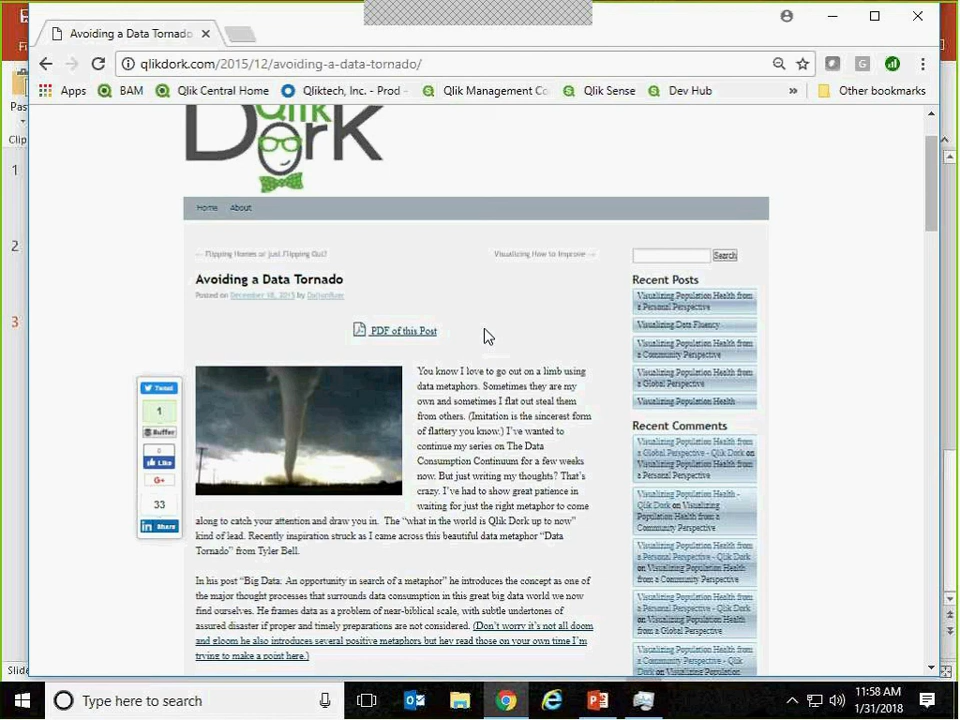 Avoiding a Data Tornado
qlikdork.com/2015/12/avoiding-a-data-tornado/
Apps BAM Qlik Central Home Qliktech, Inc. - Prod - Qlik Management Co Qlik Sense Dev Hub » Other bookmarks
Past
Clip
1
2
3
Slide
Qlik
Dork
Home About
← Flipping Homes or just Flipping Out? Visualizing How to Improve →
Search
Avoiding a Data Tornado
Posted on December 18, 2015 by
PDF of this Post
You know I love to go out on a limb using
data metaphors. Sometimes they are my
own and sometimes I flat out steal them
from others. (Imitation is the sincerest form
of flattery you know.) I've wanted to
continue my series on The Data
Consumption Continuum for a few weeks
now. But just writing my thoughts? That's
crazy. I've had to show great patience in
waiting for just the right metaphor to come
along to catch your attention and draw you in. The "what in the world is Qlik Dork up to now"
kind of lead. Recently inspiration struck as I came across this beautiful data metaphor "Data
Tornado" from Tyler Bell.
In his post "Big Data: An opportunity in search of a metaphor" he introduces the concept as one of
the major thought processes that surrounds data consumption in this great big data world we now
find ourselves. He frames data as a problem of near-biblical scale, with subtle undertones of
assured disaster if proper and timely preparations are not considered. (Don't worry it's not all doom
and gloom he also introduces several positive metaphors but hey read those on your own time I'm
trying to make a point here.)
Tweet
1
Buffer
0
Like
G+
33
in Share
Recent Posts
Visualizing Population Health from
a Personal Perspective
Visualizing Data Fluency
Visualizing Population Health from
a Community Perspective
Visualizing Population Health from
a Global Perspective
Visualizing Population Health
Recent Comments
Visualizing Population Health from
a Global Perspective - Qlik Dork on
Visualizing Population Health from
a Personal Perspective
Visualizing Population Health -
Qlik Dork on Visualizing
Population Health from a
Community Perspective
Visualizing Population Health from
a Personal Perspective - Qlik Dork
on Visualizing Population Health
from a Community Perspective
Visualizing Population Health from
a Personal Perspective - Qlik Dork
on Visualizing Population Health
from a Global Perspective
Visualizing Population Health from
a Community Perspective - Qlik
Dork on Visualizing Population
Type here to search
11:58 AM
1/31/2018